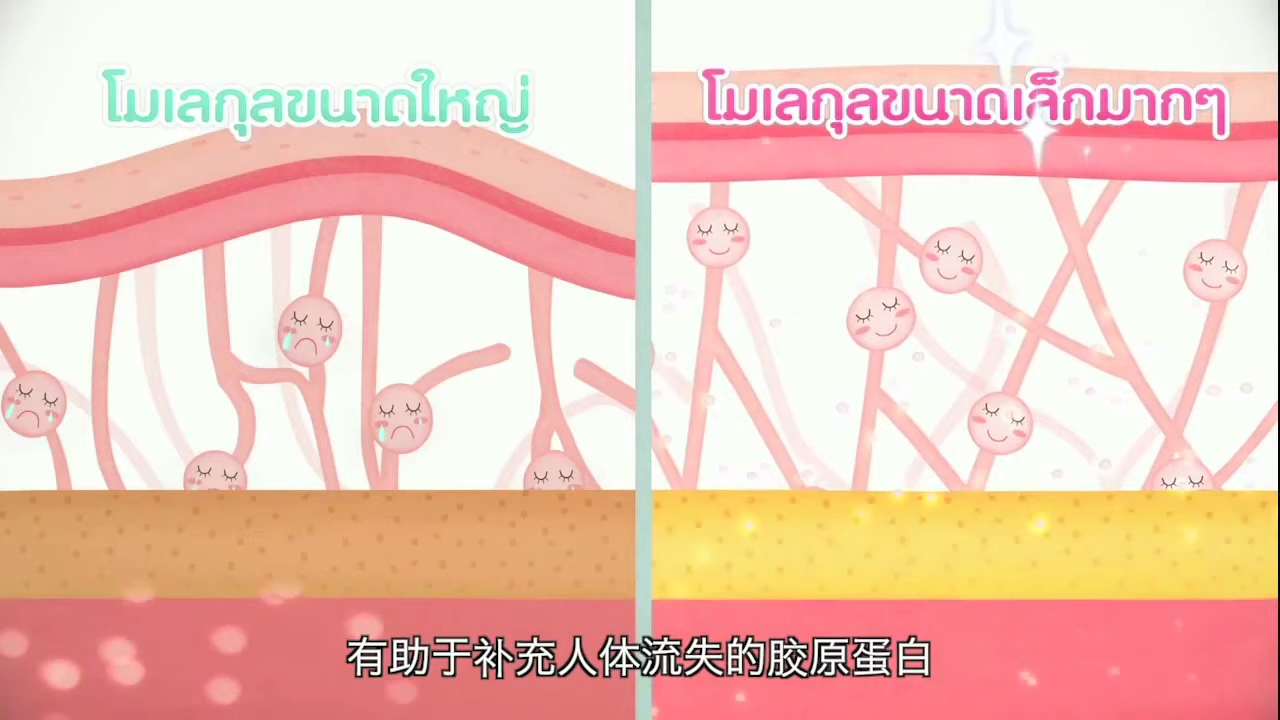 โมเลกุลขนาดใหญ่
โมเลกุลขนาดเล็กมากๆ
有助于补充人体流失的胶原蛋白